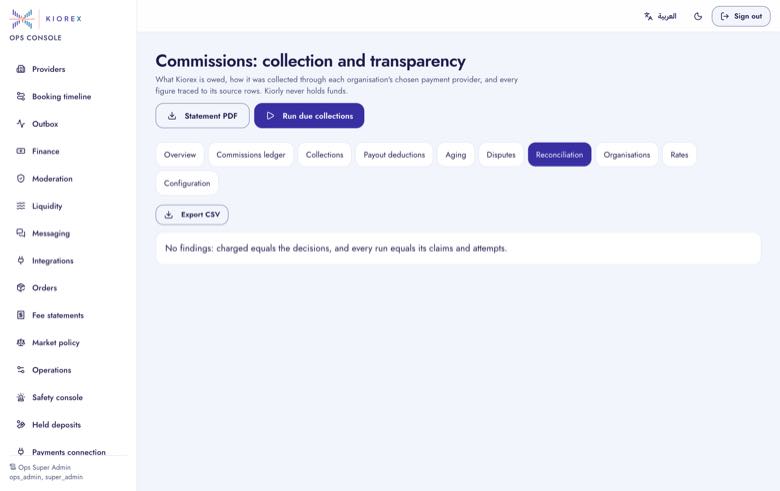 KIOREX
OPS CONSOLE
العربية
Sign out
Providers
Booking timeline
Outbox
Finance
Moderation
Liquidity
Messaging
Integrations
Orders
Fee statements
Market policy
Operations
Safety console
Held deposits
Payments connection
Ops Super Admin
ops_admin, super_admin
Commissions: collection and transparency
What Kiorex is owed, how it was collected through each organisation's chosen payment provider, and every
figure traced to its source rows. Kiorly never holds funds.
Statement PDF
Run due collections
Overview
Commissions ledger
Collections
Payout deductions
Aging
Disputes
Reconciliation
Organisations
Rates
Configuration
Export CSV
No findings: charged equals the decisions, and every run equals its claims and attempts.